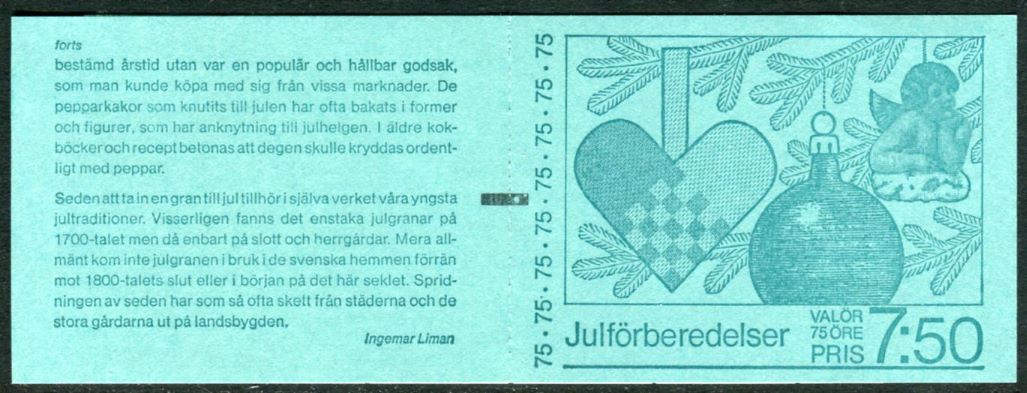 forts
bestämd årstid utan var en populär och hållbar godsak,
som man kunde köpa med sig från vissa marknader. De
pepparkakor som knutits till julen har ofta bakats i former
och figurer, som har anknytning till julhelgen. I äldre kok-
böcker och recept betonas att degen skulle kryddas ordent-
ligt med peppar.
Seden att ta in en gran till jul tillhör i själva verket våra yngsta
jultraditioner. Visserligen fanns det enstaka julgranar på
1700-talet men då enbart på slott och herrgårdar. Mera all-
mänt kom inte julgranen i bruk i de svenska hemmen förrän
mot 1800-talets slut eller i början på det här seklet. Sprid-
ningen av seden har som så ofta skett från städerna och de
stora gårdarna ut på landsbygden.
Ingemar Liman
75 • 75 • 75 • 75 • 75 • 75 • 75 • 75
Julförberedelser
VALÖR
75 ÖRE
PRIS 7:50